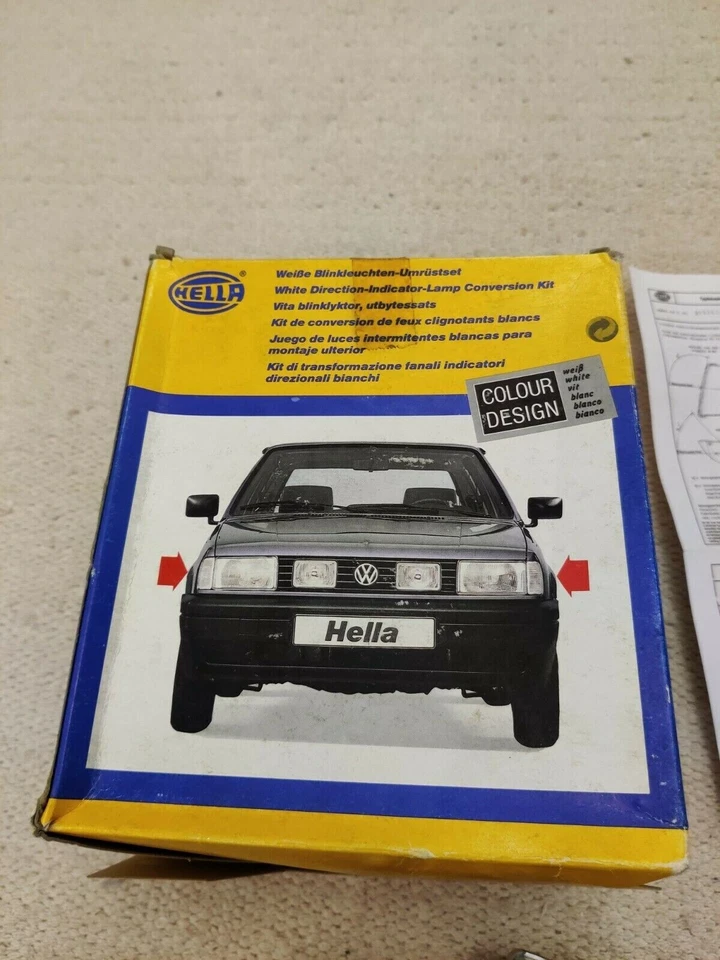 HELLA
®
Weiße Blinkleuchten-Umrüstset
White Direction-Indicator-Lamp Conversion Kit
Vita blinklyktor, utbytessats
Kit de conversion de feux clignotants blancs
Juego de luces intermitentes blancas para
montaje ulterior
Kit di transformazione fanali indicatori
direzionali bianchi
COLOUR
DESIGN
weiß
white
vit
blanc
blanco
bianco
VW
Hella